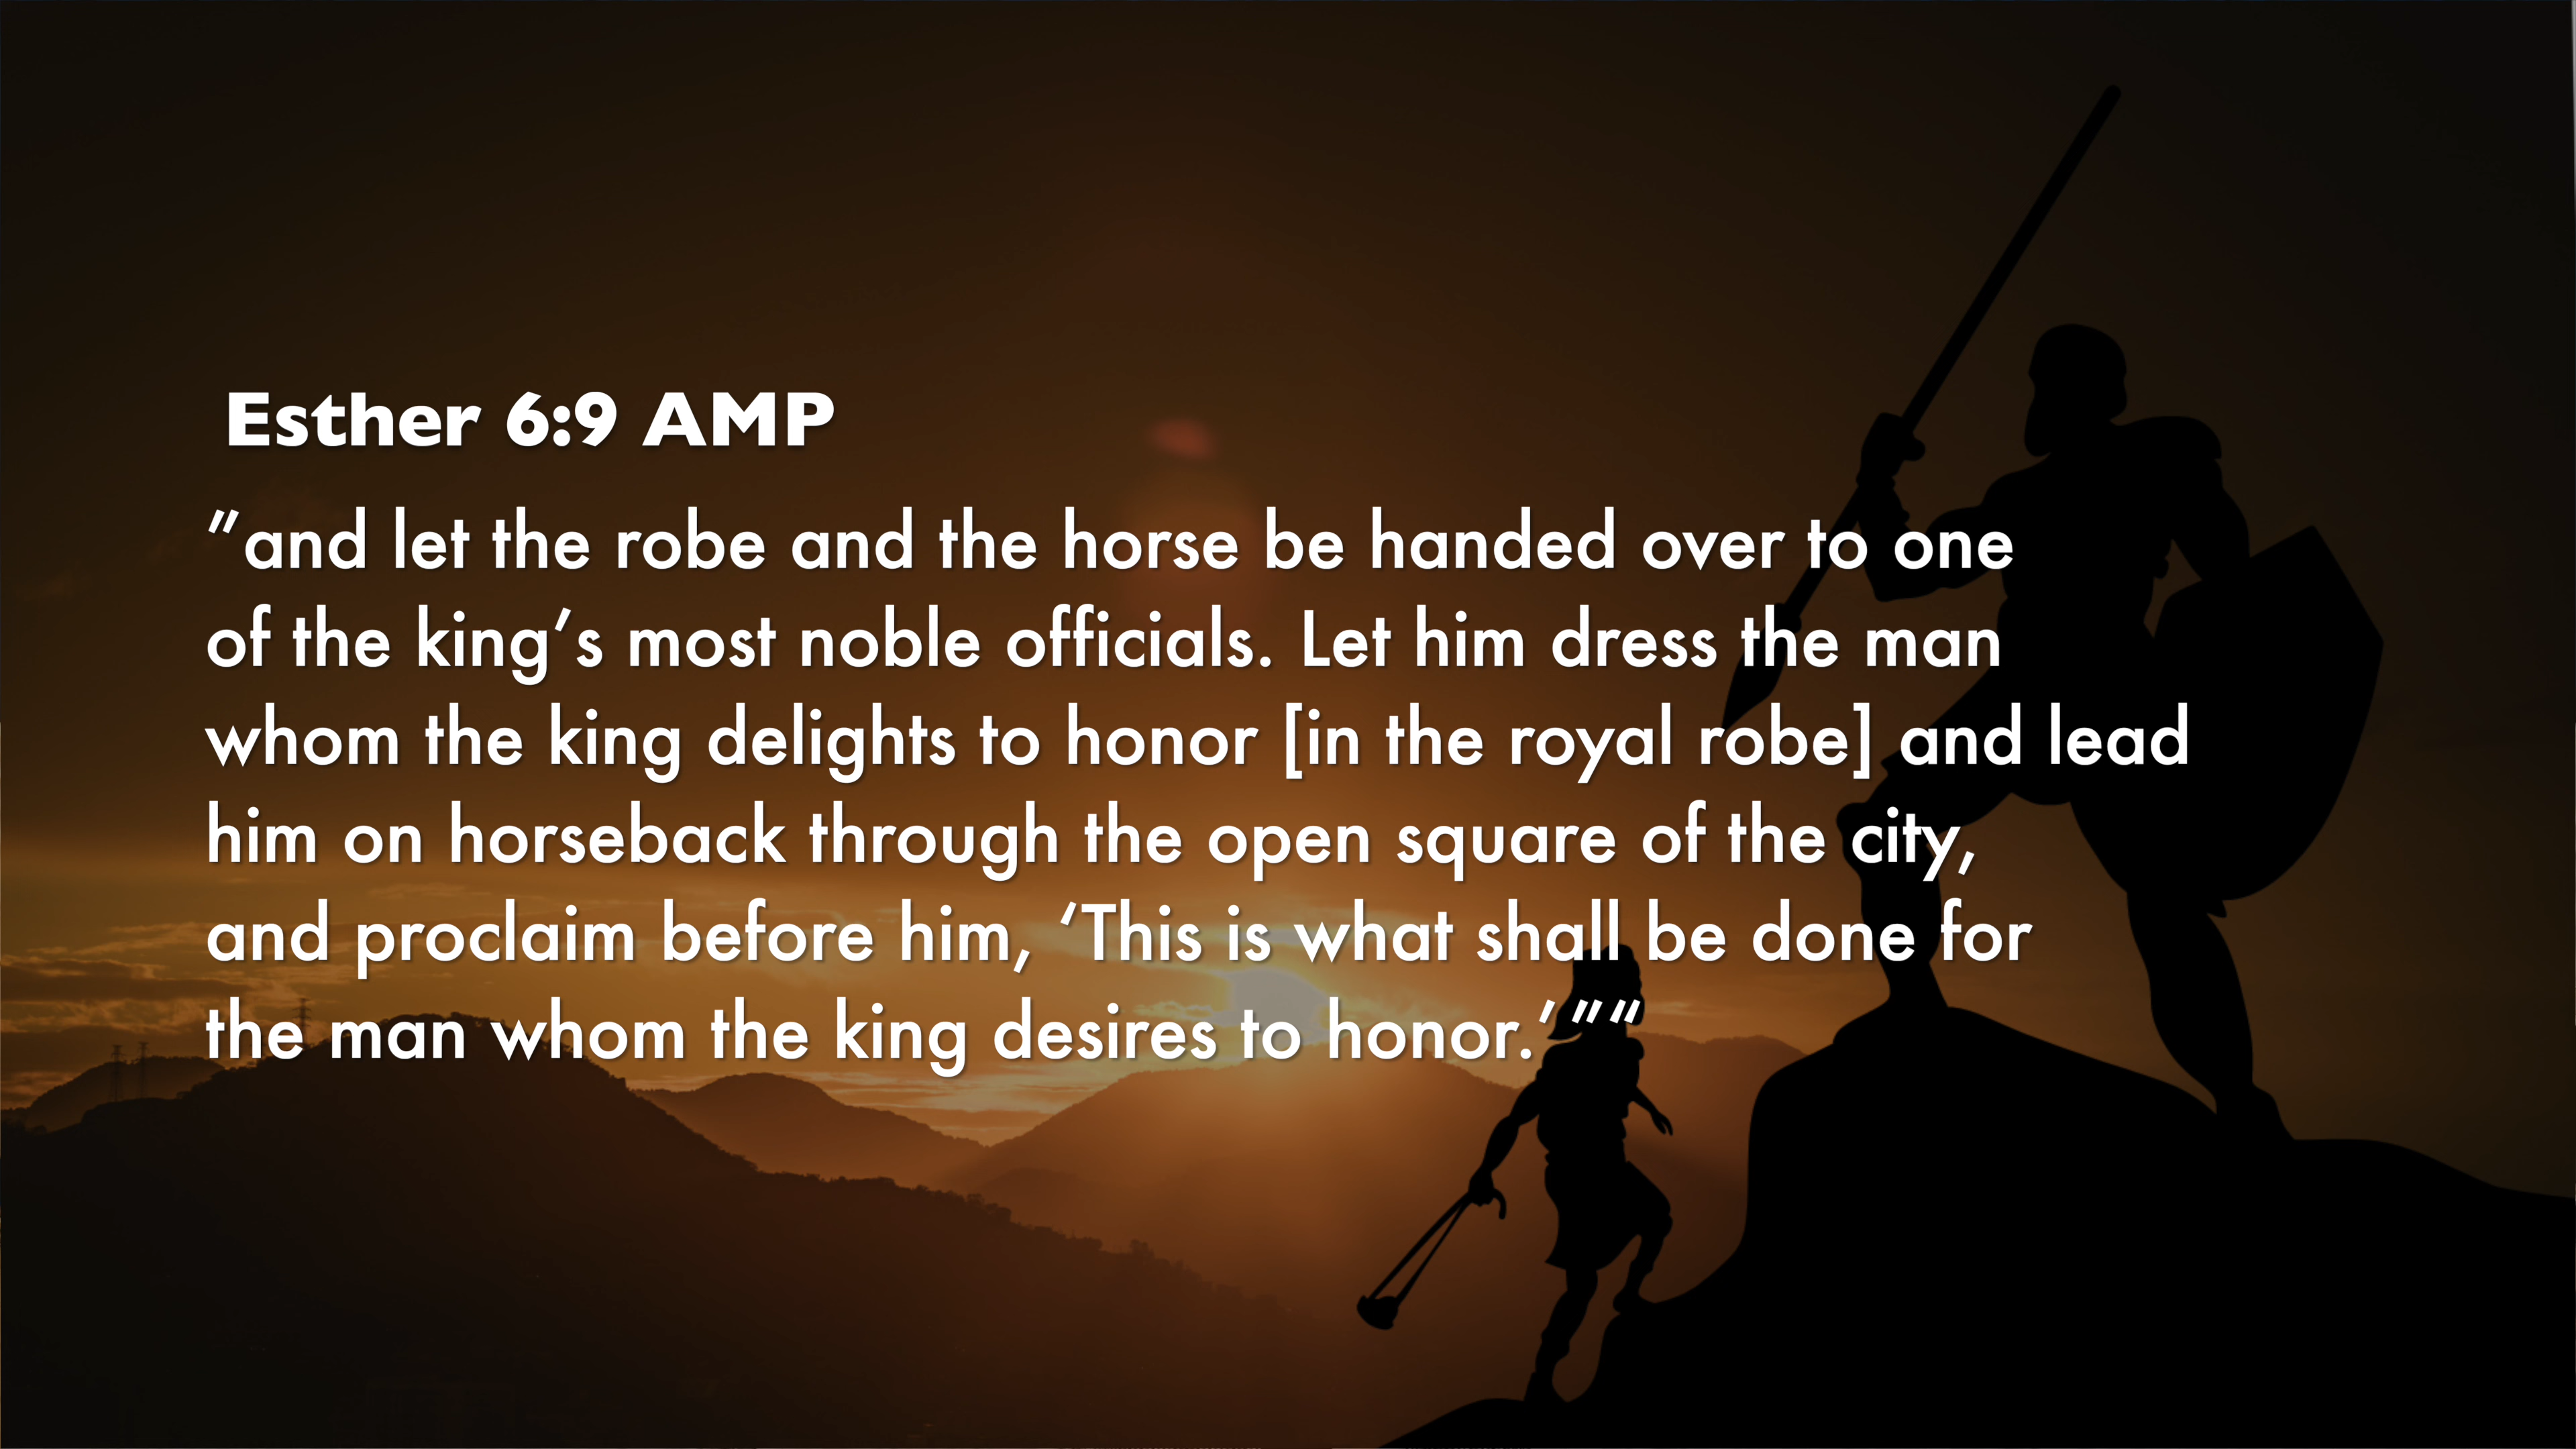 Esther 6:9 AMP
"and let the robe and the horse be handed over to one
of the king's most noble officials. Let him dress the man
whom the king delights to honor [in the royal robe] and lead
him on horseback through the open square of the city,
and proclaim before him, ‘This is what shall be done for
the man whom the king desires to honor.’""